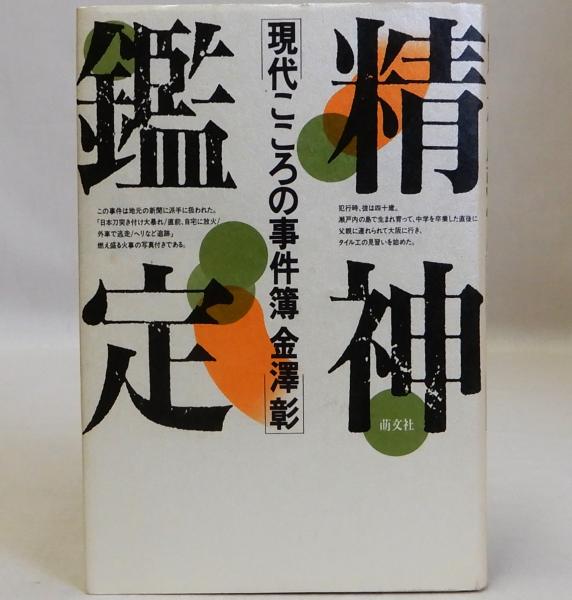 精神
鑑定
現代こころの事件簿
金澤彰
犯行時、彼は四十歳。
瀬戸内の島で生まれ育って、中学を卒業した直後に
父親に連れられて大阪に行き、
タイル工の見習いを始めた。
この事件は地元の新聞に派手に扱われた。
「日本刀突き付け大暴れ/直前、自宅に放火/
外車で逃走/ヘリなど追跡」
燃え盛る火事の写真付きである。
萌文社